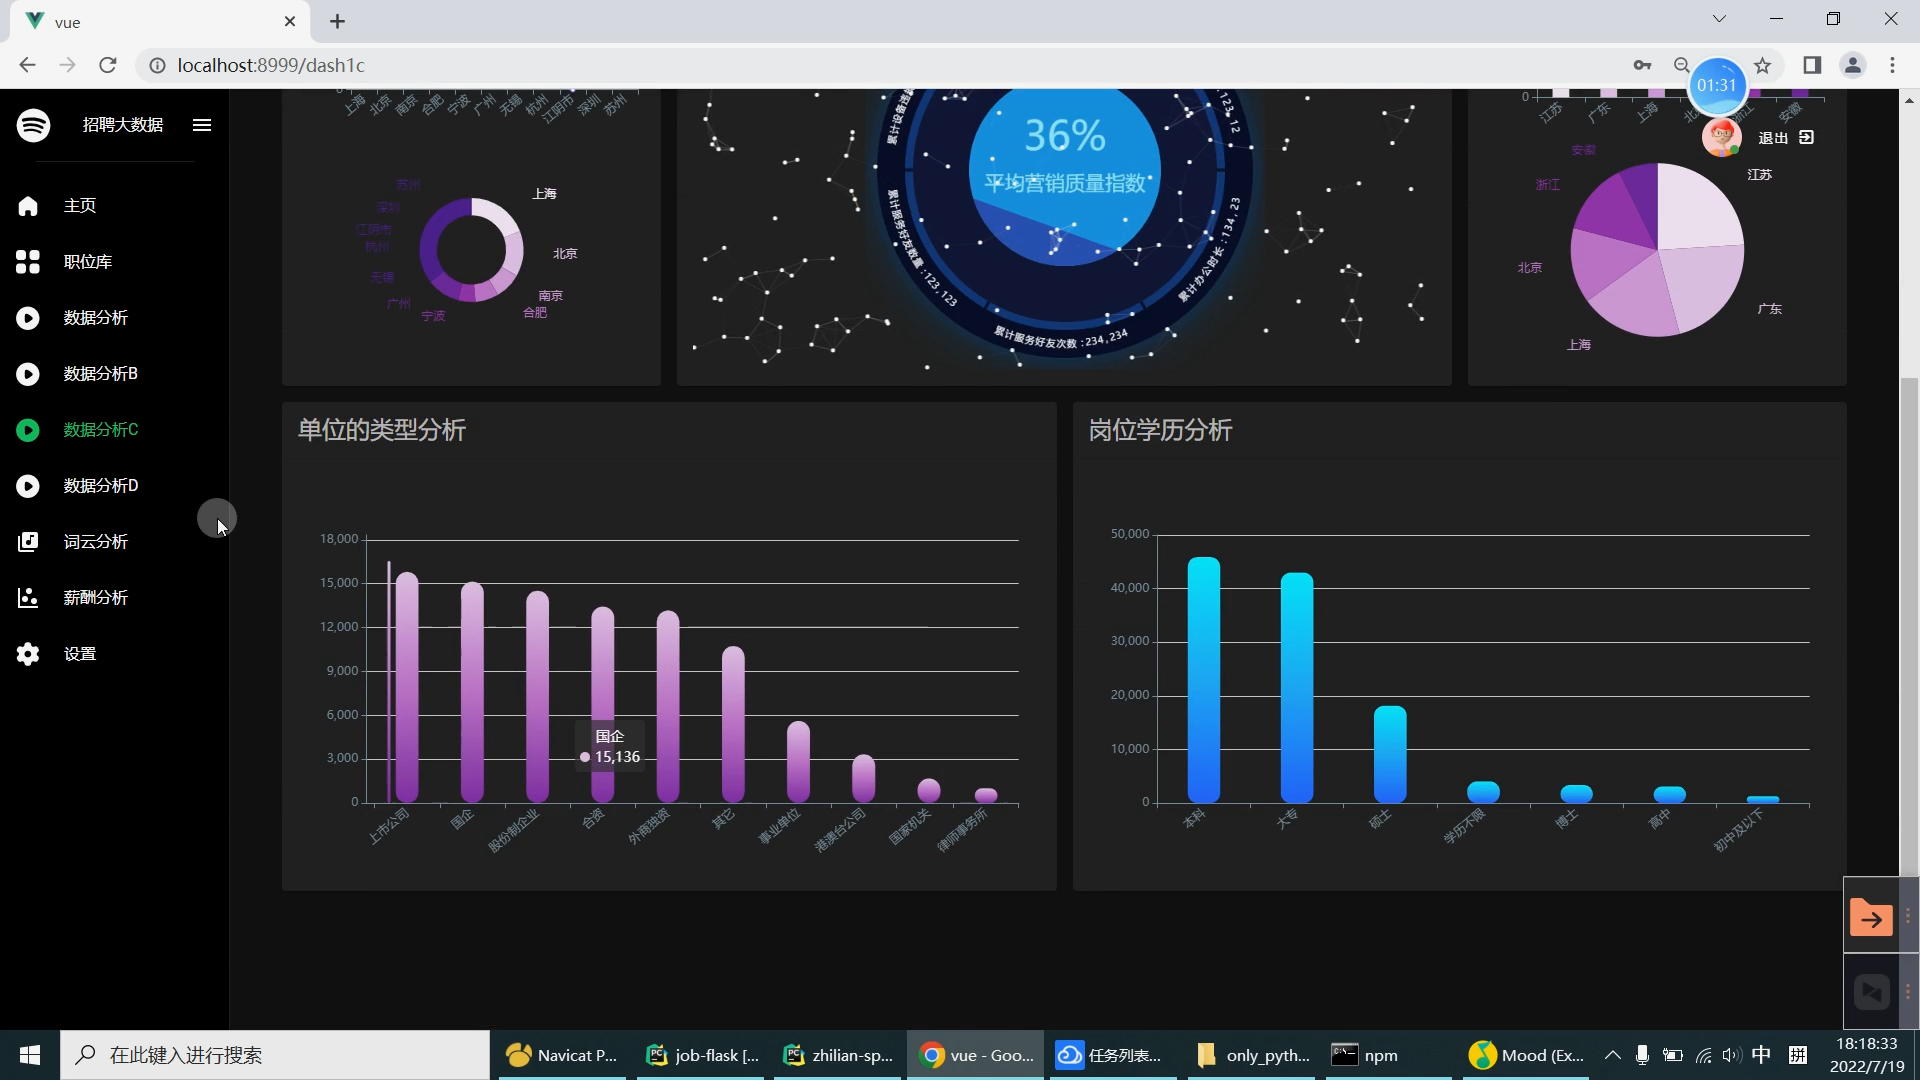 vue
localhost:8999/dash1c
01:31
招聘大数据
退出
主页
职位库
数据分析
数据分析B
数据分析C
数据分析D
词云分析
薪酬分析
设置
0
上海
北京
南京
合肥
宁波
广州
无锡
杭州
江阴市
深圳
苏州
苏州
深圳
江阴市
杭州
无锡
广州
宁波
合肥
南京
北京
上海
36%
平均营销质量指数
累计服务好友数量:123,123
累计服务好友次数:234,234
累计办公时长:134,23
123,12
0
江苏
广东
上海
浙江
安徽
安徽
浙江
北京
上海
广东
江苏
单位的类型分析
18,000
15,000
12,000
9,000
6,000
3,000
0
国企
15,136
上市公司
国企
股份制企业
合资
外商独资
其它
事业单位
港澳台公司
国家机关
律师事务所
岗位学历分析
50,000
40,000
30,000
20,000
10,000
0
本科
大专
硕士
学历不限
博士
高中
初中及以下
在此键入进行搜索
Navicat P...
job-flask [...
zhilian-sp...
vue - Goo...
任务列表...
only_pyth...
npm
Mood (Ex...
中
拼
18:18:33
2022/7/19